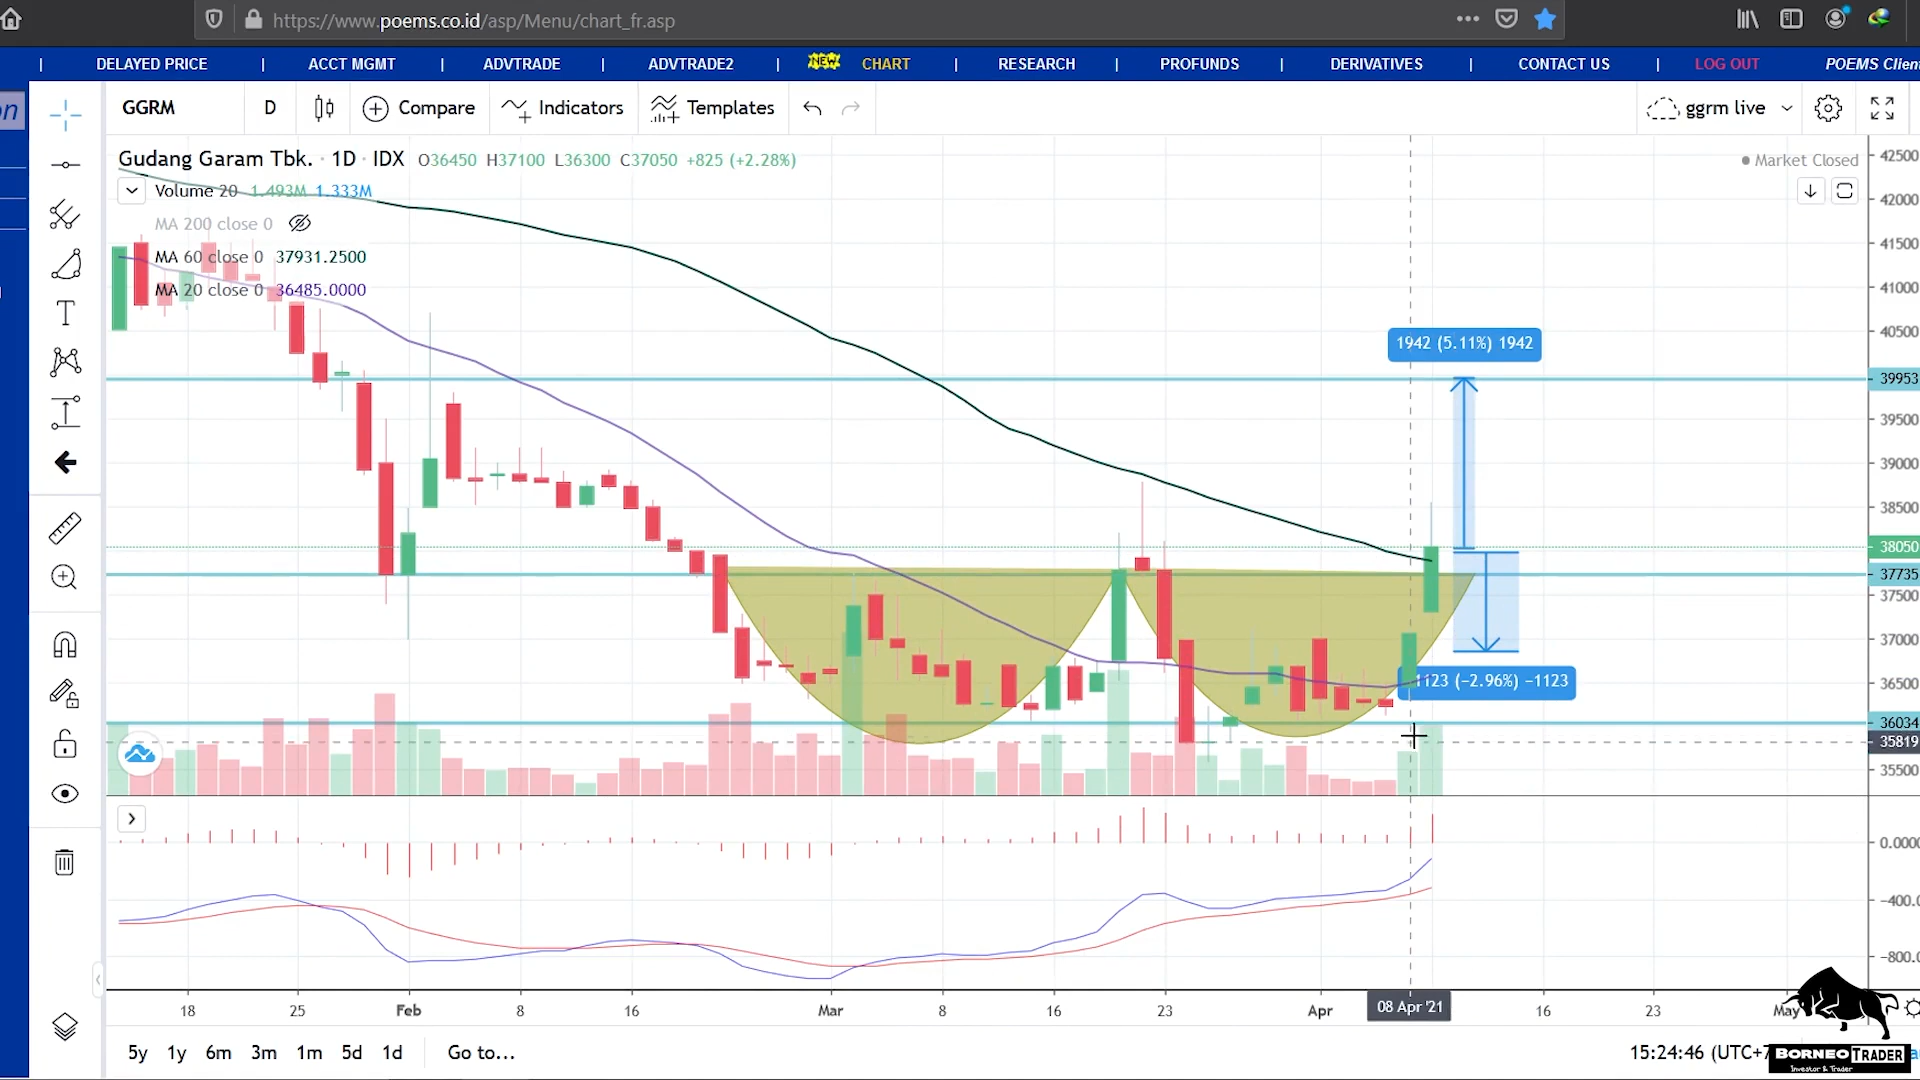 https://www.poems.co.id/asp/Menu/chart_fr.asp
| DELAYED PRICE | ACCT MGMT | ADVTRADE | ADVTRADE2 | NEW CHART | RESEARCH | PROFUNDS | DERIVATIVES | CONTACT US | LOG OUT POEMS Clien
on
GGRM D Compare Indicators Templates ggrm live
Gudang Garam Tbk. · 1D · IDX O36450 H37100 L36300 C37050 +825 (+2.28%)
Market Closed
Volume 20 1.493M 1.333M
MA 200 close 0
MA 60 close 0 37931.2500
MA 20 close 0 36485.0000
1942 (5.11%) 1942
1123 (−2.96%) −1123
42500
42000
41500
41000
40500
39953
39500
39000
38500
38050
37735
37500
37000
36500
36034
35819
35500
0.0000
−400.0
−800.0
18 25 Feb 8 16 Mar 8 16 23 Apr 08 Apr '21 16 23 May
5y 1y 6m 3m 1m 5d 1d Go to...
15:24:46 (UTC+7
BORNEO TRADER
Investor & Trader